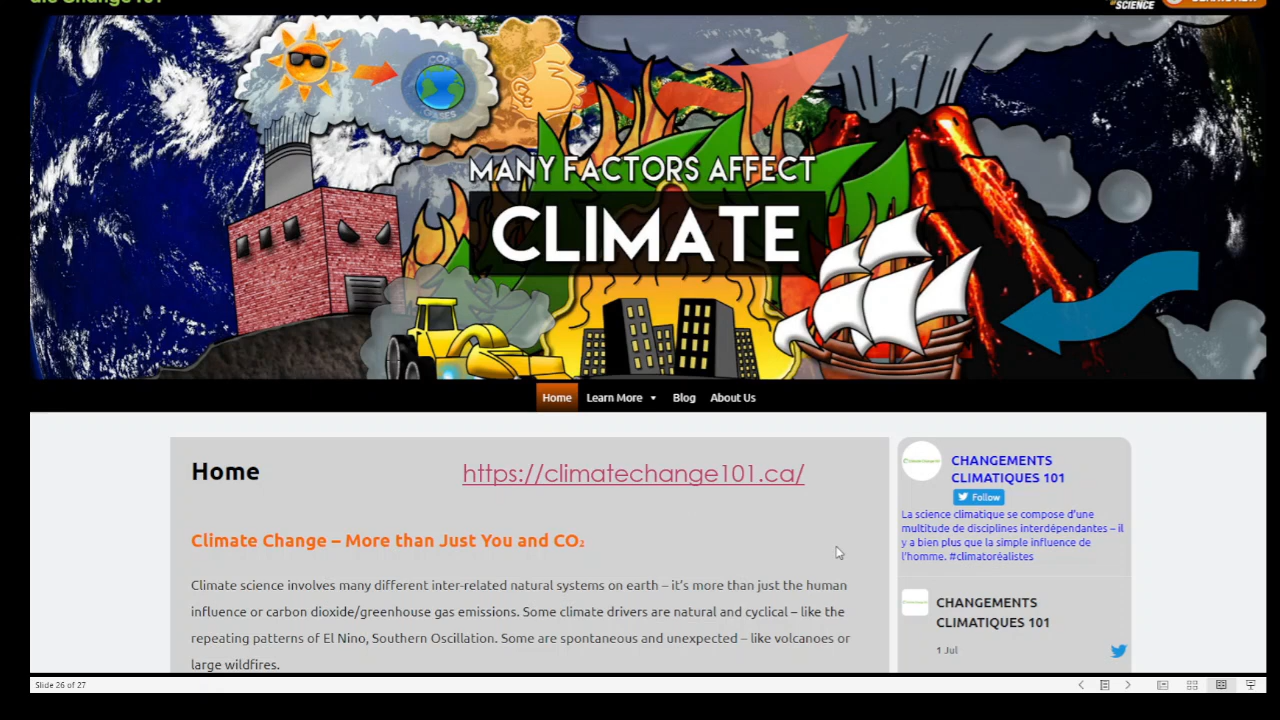 SCIENCE
CO₂
GASES
MANY FACTORS AFFECT
CLIMATE
Home
Learn More
Blog
About Us
Home
https://climatechange101.ca/
Climate Change – More than Just You and CO₂
Climate science involves many different inter-related natural systems on earth – it's more than just the human
influence or carbon dioxide/greenhouse gas emissions. Some climate drivers are natural and cyclical – like the
repeating patterns of El Nino, Southern Oscillation. Some are spontaneous and unexpected – like volcanoes or
large wildfires.
CHANGEMENTS
CLIMATIQUES 101
Follow
La science climatique se compose d'une
multitude de disciplines interdépendantes – il
y a bien plus que la simple influence de
l'homme. #climatoréalistes
CHANGEMENTS
CLIMATIQUES 101
1 Jul
Slide 26 of 27